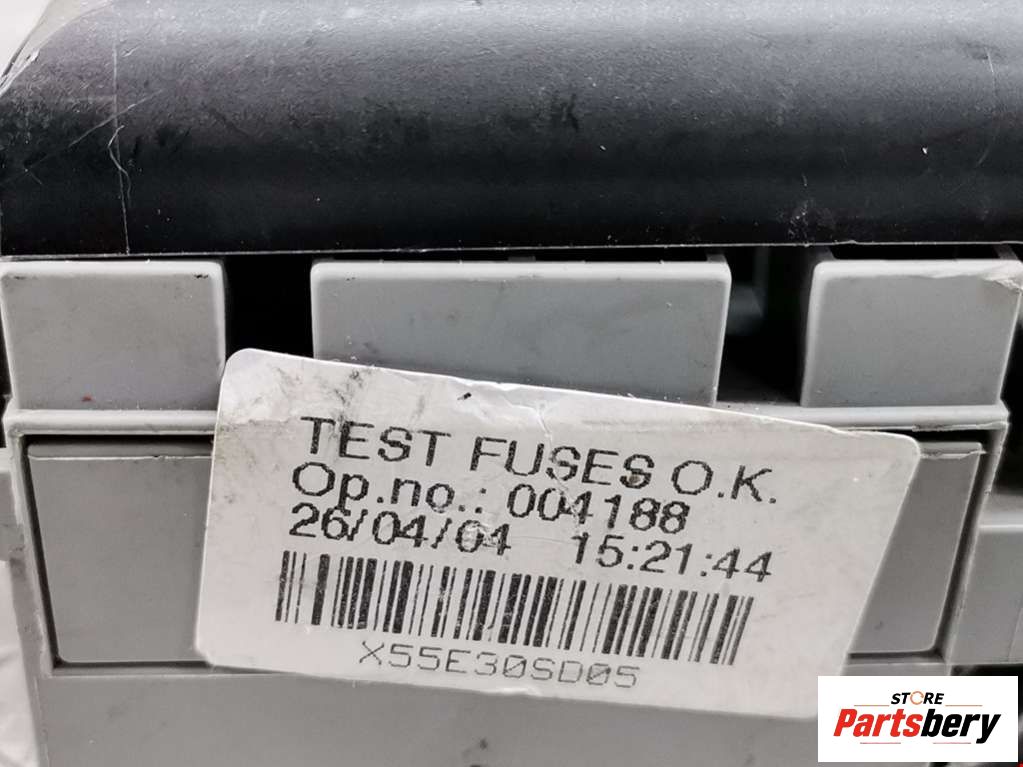 TEST FUSES O.K.
Op.no.: 004188
26/04/04 15:21:44
X55E30SD05
STORE
Partsbery